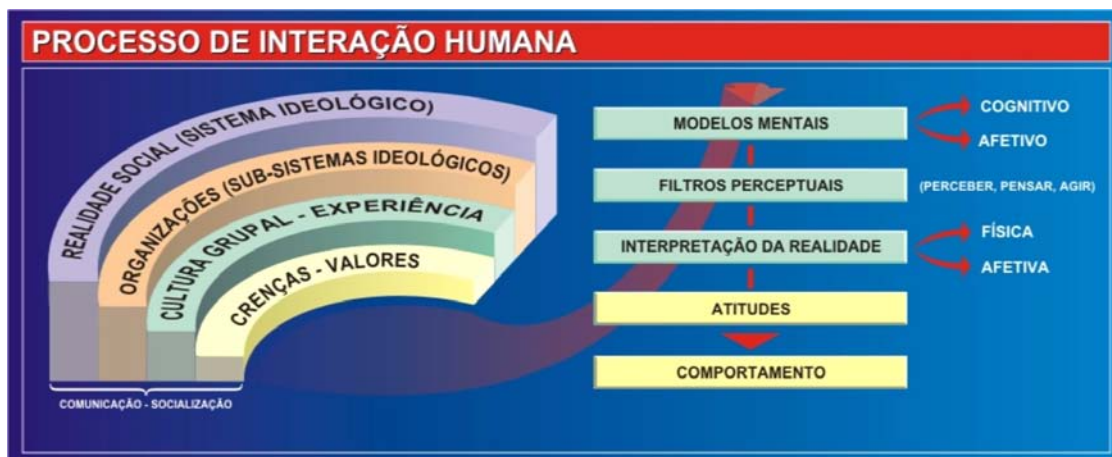 PROCESSO DE INTERAÇÃO HUMANA
REALIDADE SOCIAL (SISTEMA IDEOLÓGICO)
ORGANIZAÇÕES (SUB-SISTEMAS IDEOLÓGICOS)
CULTURA GRUPAL - EXPERIÊNCIA
CRENÇAS - VALORES
COMUNICAÇÃO - SOCIALIZAÇÃO
MODELOS MENTAIS
COGNITIVO
AFETIVO
FILTROS PERCEPTUAIS
(PERCEBER, PENSAR, AGIR)
INTERPRETAÇÃO DA REALIDADE
FÍSICA
AFETIVA
ATITUDES
COMPORTAMENTO